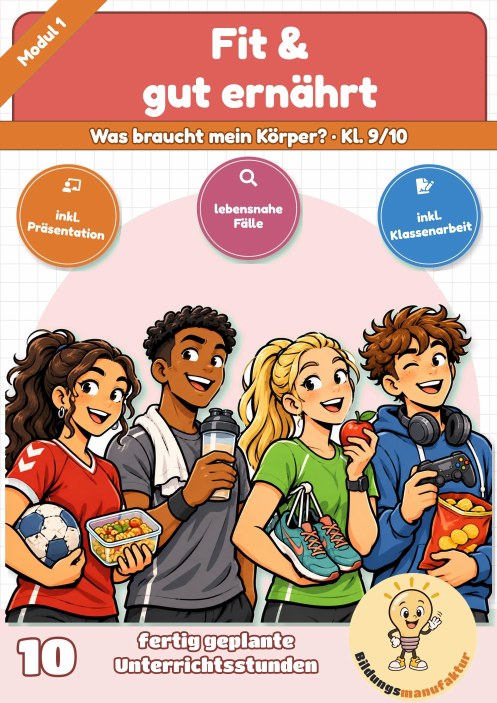 Modul 1
Fit &
gut ernährt
Was braucht mein Körper? · Kl. 9/10
inkl.
Präsentation
lebensnahe
Fälle
inkl.
Klassenarbeit
10
fertig geplante
Unterrichtsstunden
Bildungsmanufaktur